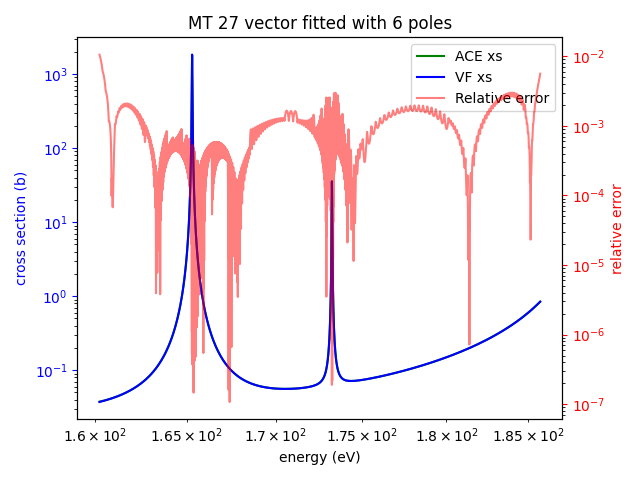 MT 27 vector fitted with 6 poles
ACE xs
VF xs
Relative error
cross section (b)
10³
10²
10¹
10⁰
10⁻¹
relative error
10⁻²
10⁻³
10⁻⁴
10⁻⁵
10⁻⁶
10⁻⁷
1.6 × 10² 1.65 × 10² 1.7 × 10² 1.75 × 10² 1.8 × 10² 1.85 × 10²
energy (eV)